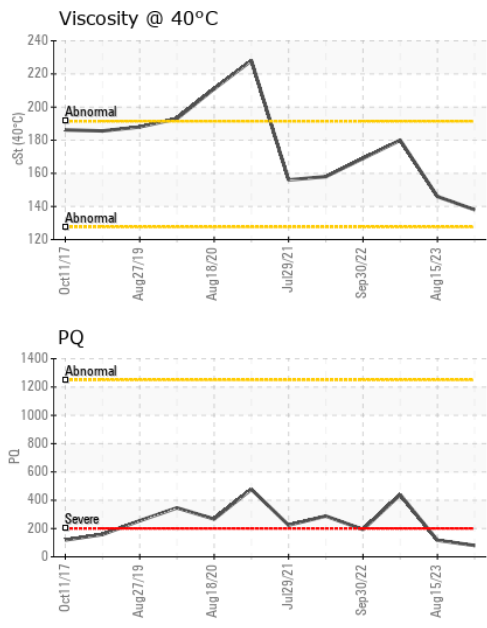 Viscosity @ 40°C
240
220
200
180
160
140
120
cSt (40°C)
Abnormal
Abnormal
Oct11/17
Aug27/19
Aug18/20
Jul29/21
Sep30/22
Aug15/23
PQ
1400
1200
1000
800
600
400
200
0
PQ
Abnormal
Severe
Oct11/17
Aug27/19
Aug18/20
Jul29/21
Sep30/22
Aug15/23